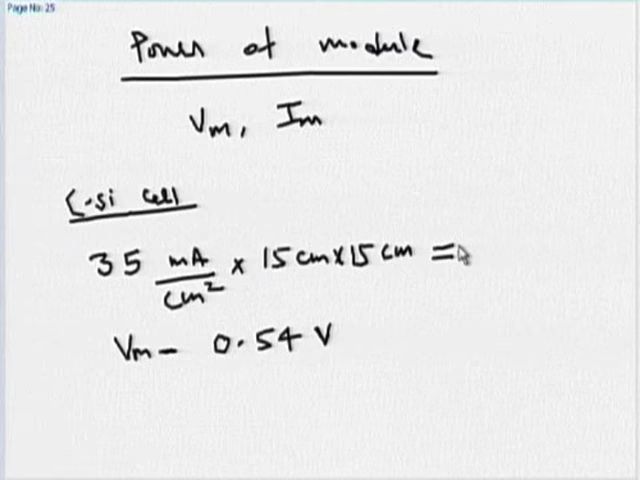 Page No: 25
Power of module
Vm, Im
C-si cell
35 mA/cm² × 15 cm × 15 cm =
Vm - 0.54 V